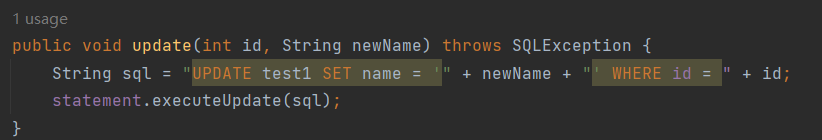 1 usage
public void update(int id, String newName) throws SQLException {
String sql = "UPDATE test1 SET name = '" + newName + "' WHERE id = " + id;
statement.executeUpdate(sql);
}